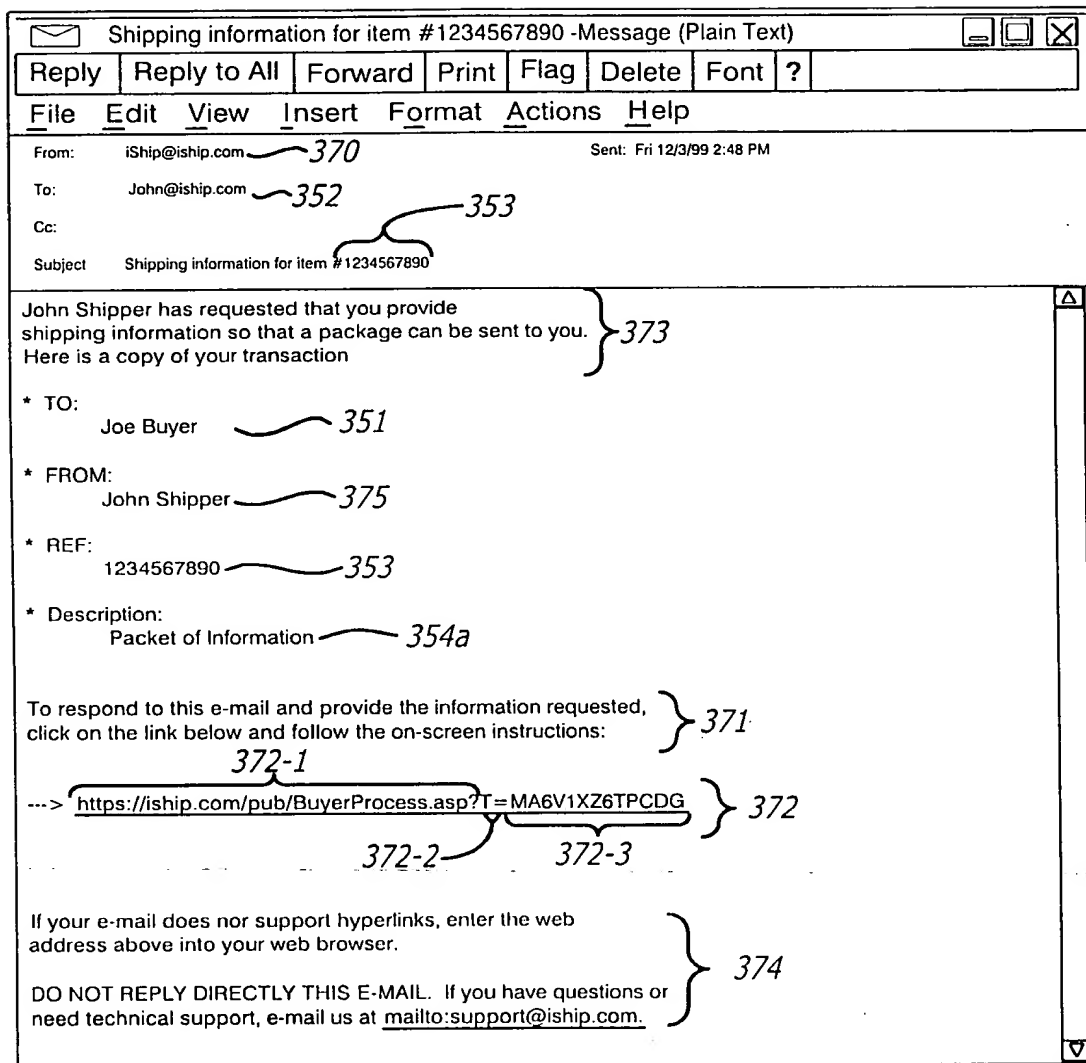 Shipping information for item #1234567890 -Message (Plain Text)
Reply Reply to All Forward Print Flag Delete Font ?
File Edit View Insert Format Actions Help
From: iShip@iship.com 370 Sent: Fri 12/3/99 2:48 PM
To: John@iship.com 352
353
Cc:
Subject Shipping information for item #1234567890
John Shipper has requested that you provide
shipping information so that a package can be sent to you. 373
Here is a copy of your transaction
* TO:
Joe Buyer 351
* FROM:
John Shipper 375
* REF:
1234567890 353
* Description:
Packet of Information 354a
To respond to this e-mail and provide the information requested,
click on the link below and follow the on-screen instructions: 371
372-1
---> https://iship.com/pub/BuyerProcess.asp?T=MA6V1XZ6TPCDG 372
372-2 372-3
If your e-mail does nor support hyperlinks, enter the web
address above into your web browser.
374
DO NOT REPLY DIRECTLY THIS E-MAIL. If you have questions or
need technical support, e-mail us at mailto:support@iship.com.